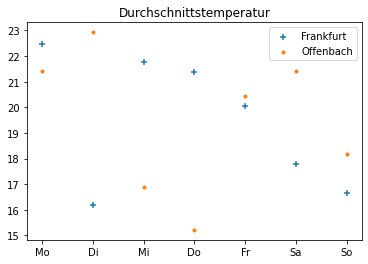 Durchschnittstemperatur
Frankfurt
Offenbach
23
22
21
20
19
18
17
16
15
Mo Di Mi Do Fr Sa So